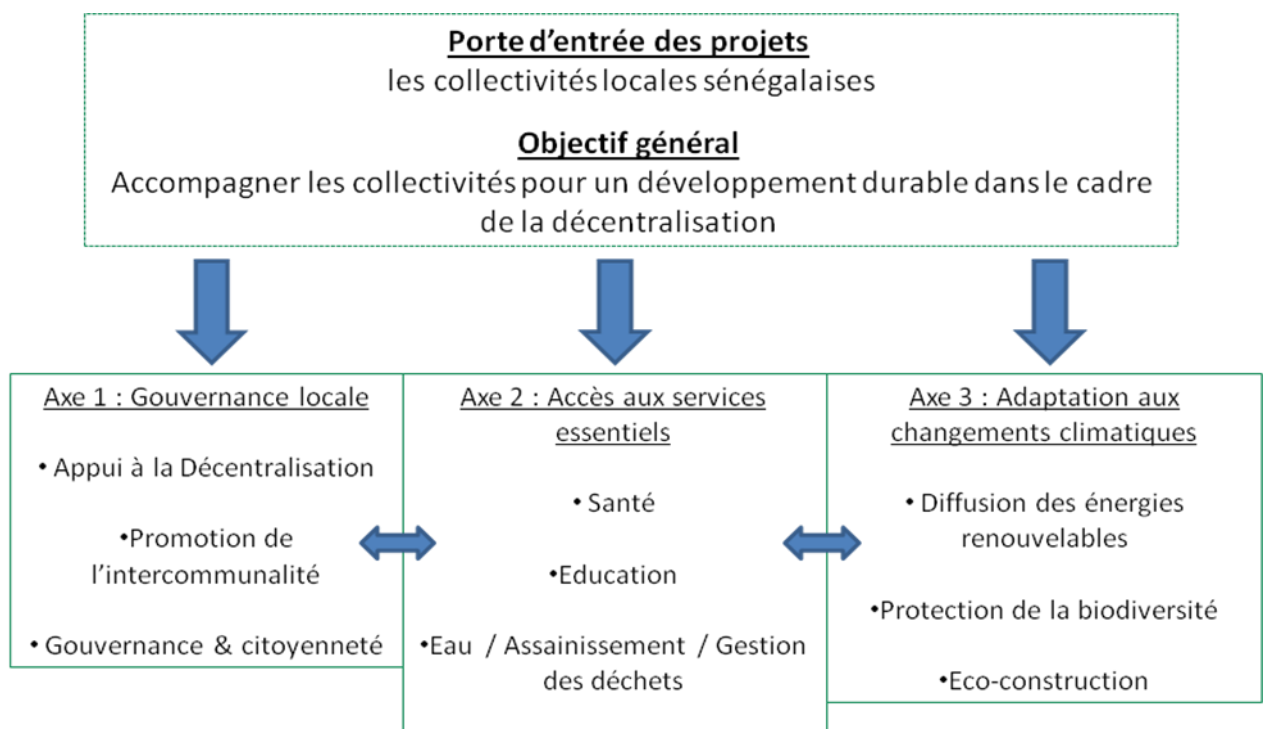 Porte d'entrée des projets
les collectivités locales sénégalaises
Objectif général
Accompagner les collectivités pour un développement durable dans le cadre
de la décentralisation
Axe 1 : Gouvernance locale
• Appui à la Décentralisation
•Promotion de
l'intercommunalité
• Gouvernance & citoyenneté
Axe 2 : Accès aux services
essentiels
• Santé
•Education
•Eau / Assainissement / Gestion
des déchets
Axe 3 : Adaptation aux
changements climatiques
• Diffusion des énergies
renouvelables
•Protection de la biodiversité
•Eco-construction